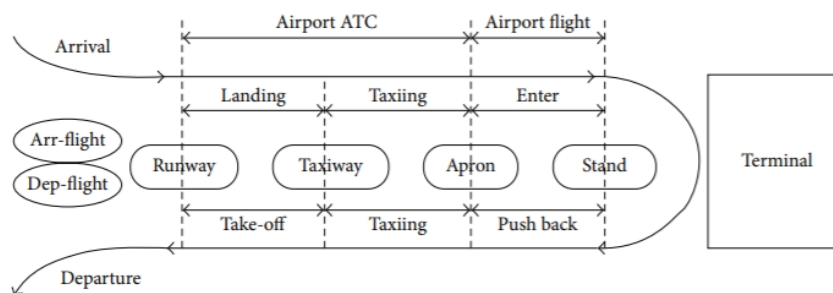 Airport ATC Airport flight
Arrival
Landing Taxiing Enter
Arr-flight
Dep-flight
Runway Taxiway Apron Stand Terminal
Take-off Taxiing Push back
Departure